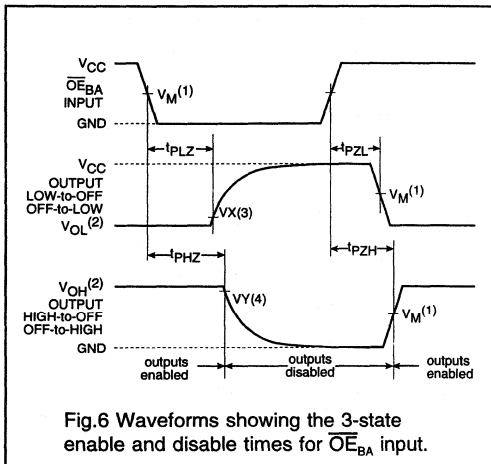 VCC
OEBA
INPUT
GND
VM(1)
tPLZ
tPZL
VCC
OUTPUT
LOW-to-OFF
OFF-to-LOW
VOL(2)
VX(3)
VM(1)
tPHZ
tPZH
VOH(2)
OUTPUT
HIGH-to-OFF
OFF-to-HIGH
GND
VY(4)
VM(1)
outputs
enabled
outputs
disabled
outputs
enabled
Fig.6 Waveforms showing the 3-state
enable and disable times for OEBA input.